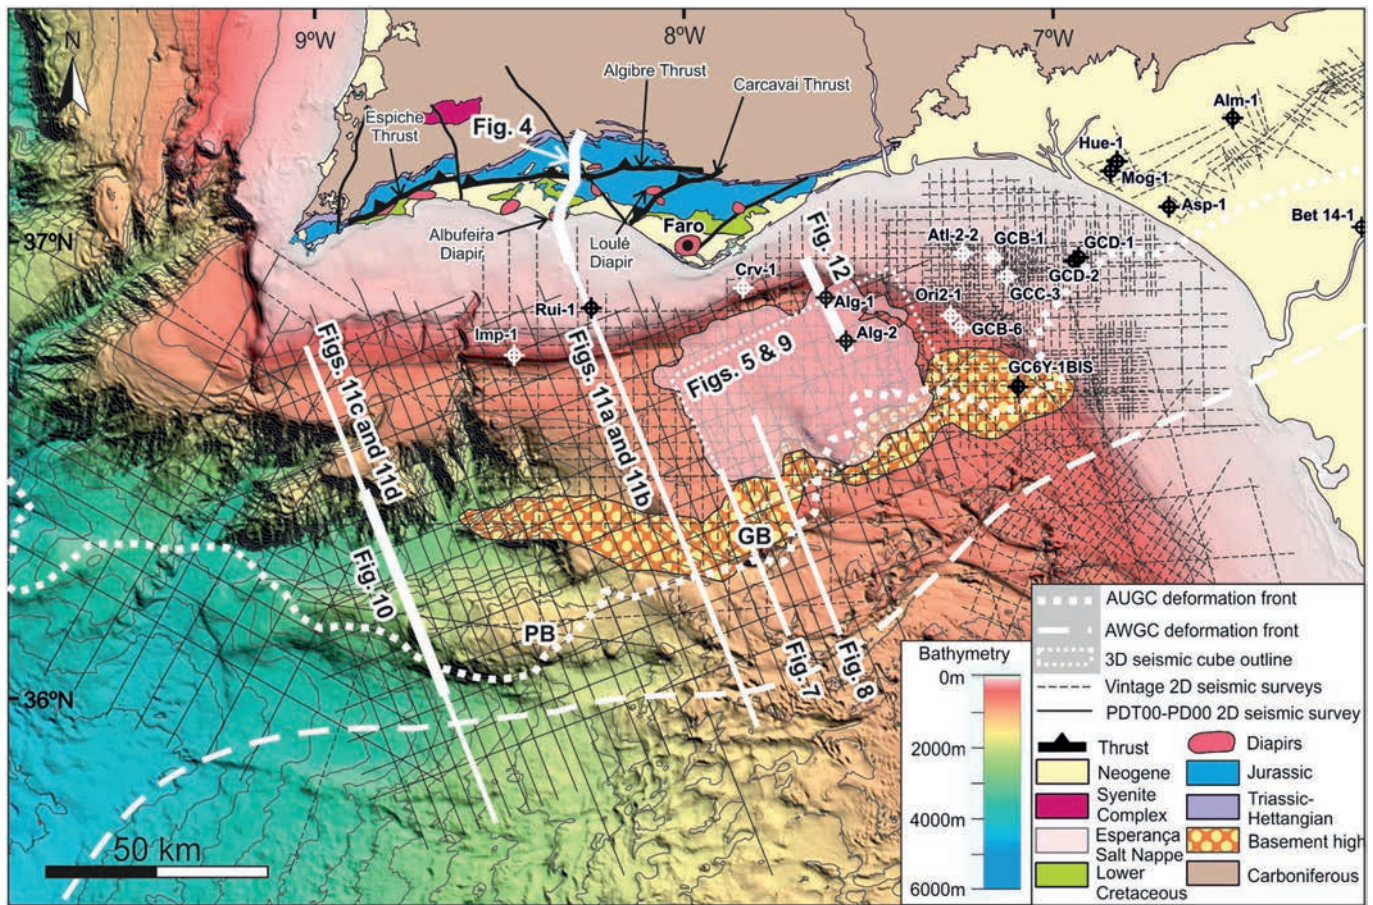 N
9ºW
8ºW
7ºW
Algibre Thrust
Carcavai Thrust
Espiche
Thrust
Fig. 4
Alm-1
Hue-1
Mog-1
Asp-1
Bet 14-1
37ºN
Albufeira
Diapir
Loulé
Diapir
Faro
Fig. 12
Atl-2-2
GCB-1
GCD-1
GCD-2
GCC-3
Crv-1
Rui-1
Alg-1
Ori2-1
Imp-1
Alg-2
GCB-6
Figs. 5 & 9
GC6Y-1BIS
Figs. 11c and 11d
Figs. 11a and 11b
GB
Fig. 10
PB
Fig. 7
Fig. 8
36ºN
50 km
Bathymetry
0m
2000m
4000m
6000m
AUGC deformation front
AWGC deformation front
3D seismic cube outline
Vintage 2D seismic surveys
PDT00-PD00 2D seismic survey
Thrust
Diapirs
Neogene
Jurassic
Syenite
Complex
Triassic-
Hettangian
Esperança
Salt Nappe
Basement high
Lower
Cretaceous
Carboniferous